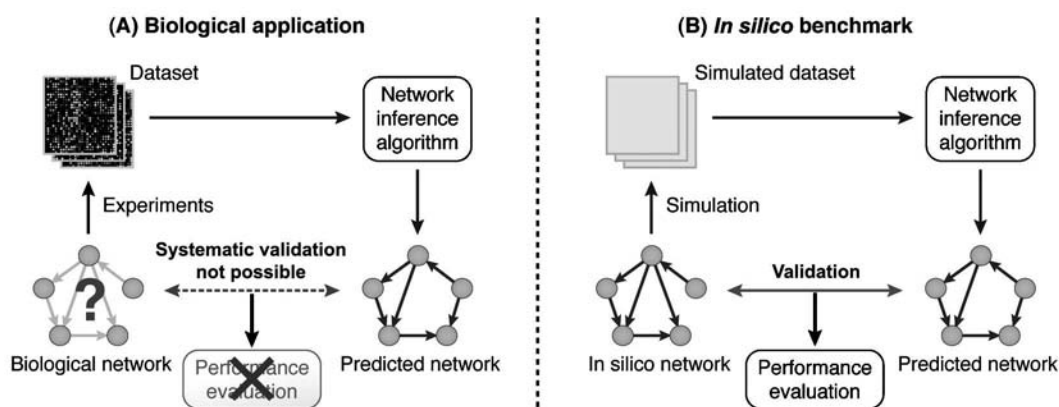 (A) Biological application
Dataset
Network
inference
algorithm
Experiments
Systematic validation
not possible
?
Biological network
Performance
evaluation
Predicted network
(B) In silico benchmark
Simulated dataset
Network
inference
algorithm
Simulation
Validation
In silico network
Performance
evaluation
Predicted network